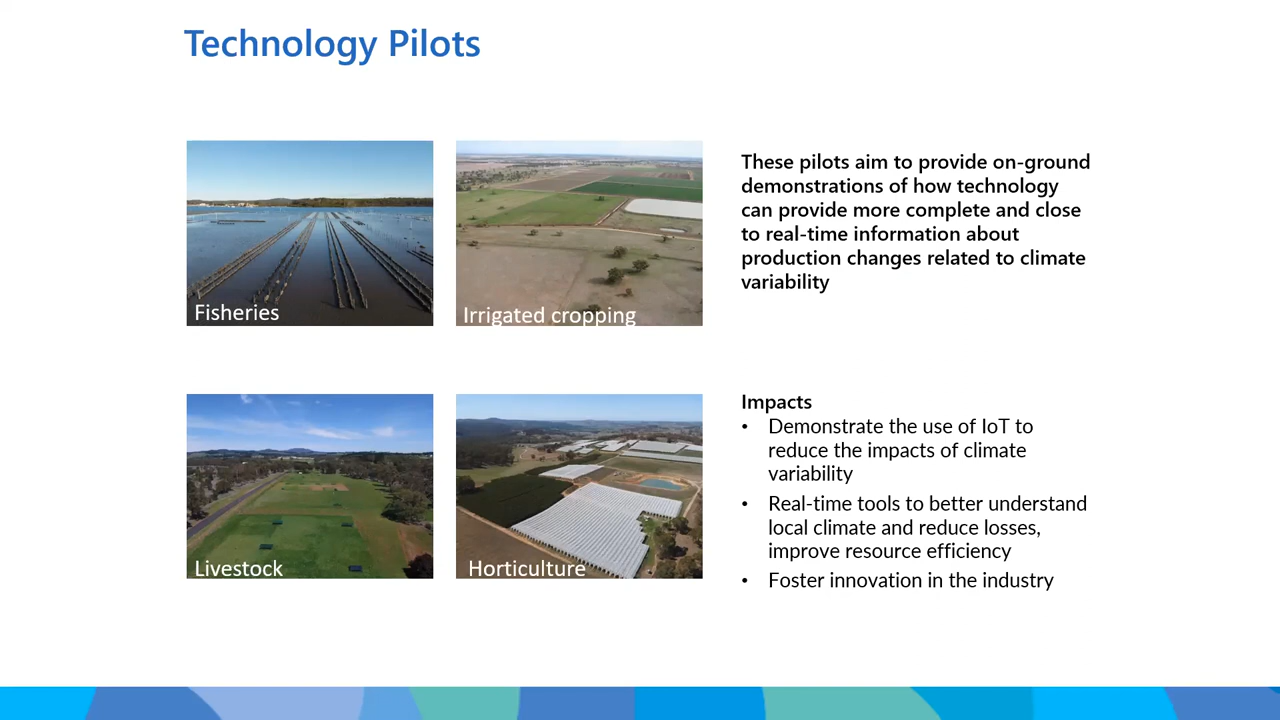 Technology Pilots
Fisheries
Irrigated cropping
These pilots aim to provide on-ground
demonstrations of how technology
can provide more complete and close
to real-time information about
production changes related to climate
variability
Livestock
Horticulture
Impacts
• Demonstrate the use of IoT to
reduce the impacts of climate
variability
• Real-time tools to better understand
local climate and reduce losses,
improve resource efficiency
• Foster innovation in the industry